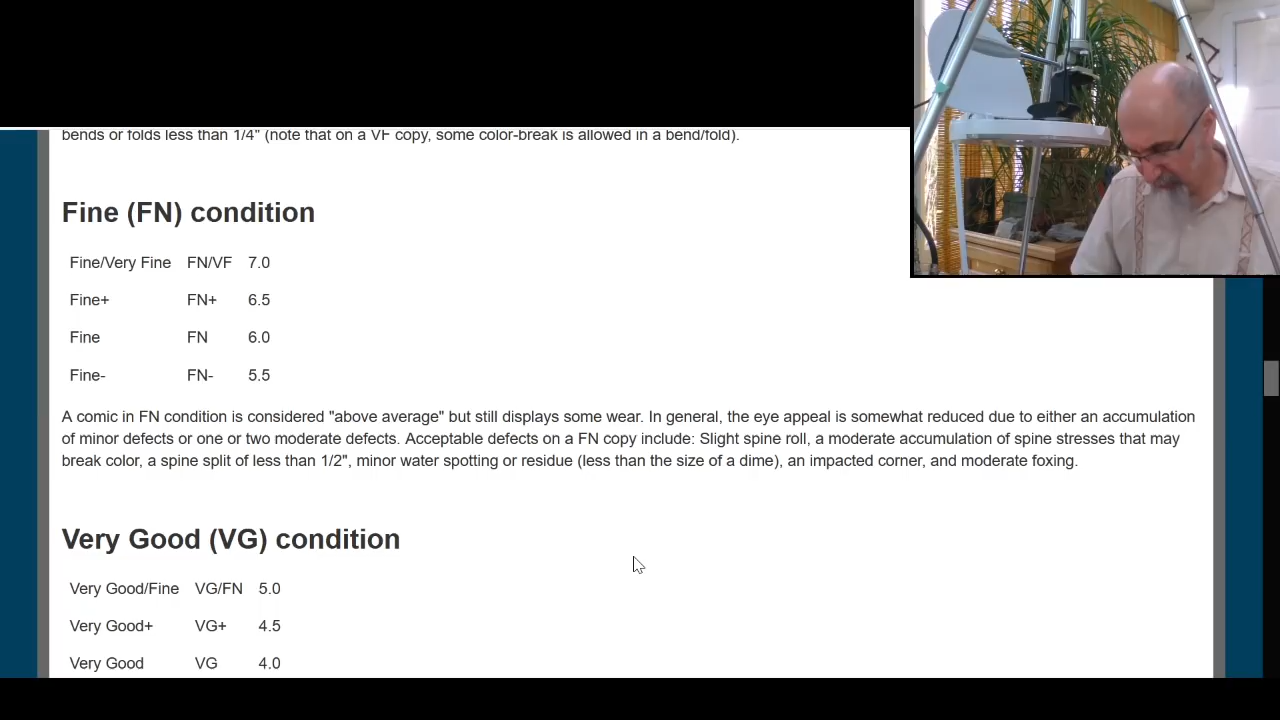 bends or folds less than 1/4" (note that on a VF copy, some color-break is allowed in a bend/fold).
Fine (FN) condition
Fine/Very Fine FN/VF 7.0
Fine+ FN+ 6.5
Fine FN 6.0
Fine- FN- 5.5
A comic in FN condition is considered "above average" but still displays some wear. In general, the eye appeal is somewhat reduced due to either an accumulation
of minor defects or one or two moderate defects. Acceptable defects on a FN copy include: Slight spine roll, a moderate accumulation of spine stresses that may
break color, a spine split of less than 1/2", minor water spotting or residue (less than the size of a dime), an impacted corner, and moderate foxing.
Very Good (VG) condition
Very Good/Fine VG/FN 5.0
Very Good+ VG+ 4.5
Very Good VG 4.0